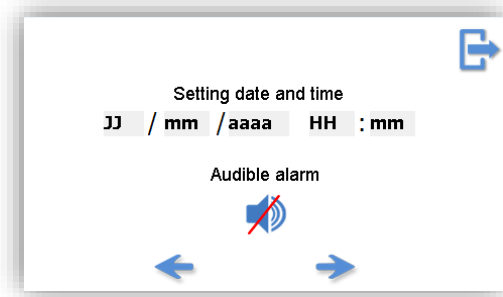 Setting date and time
JJ / mm / aaaa HH : mm
Audible alarm